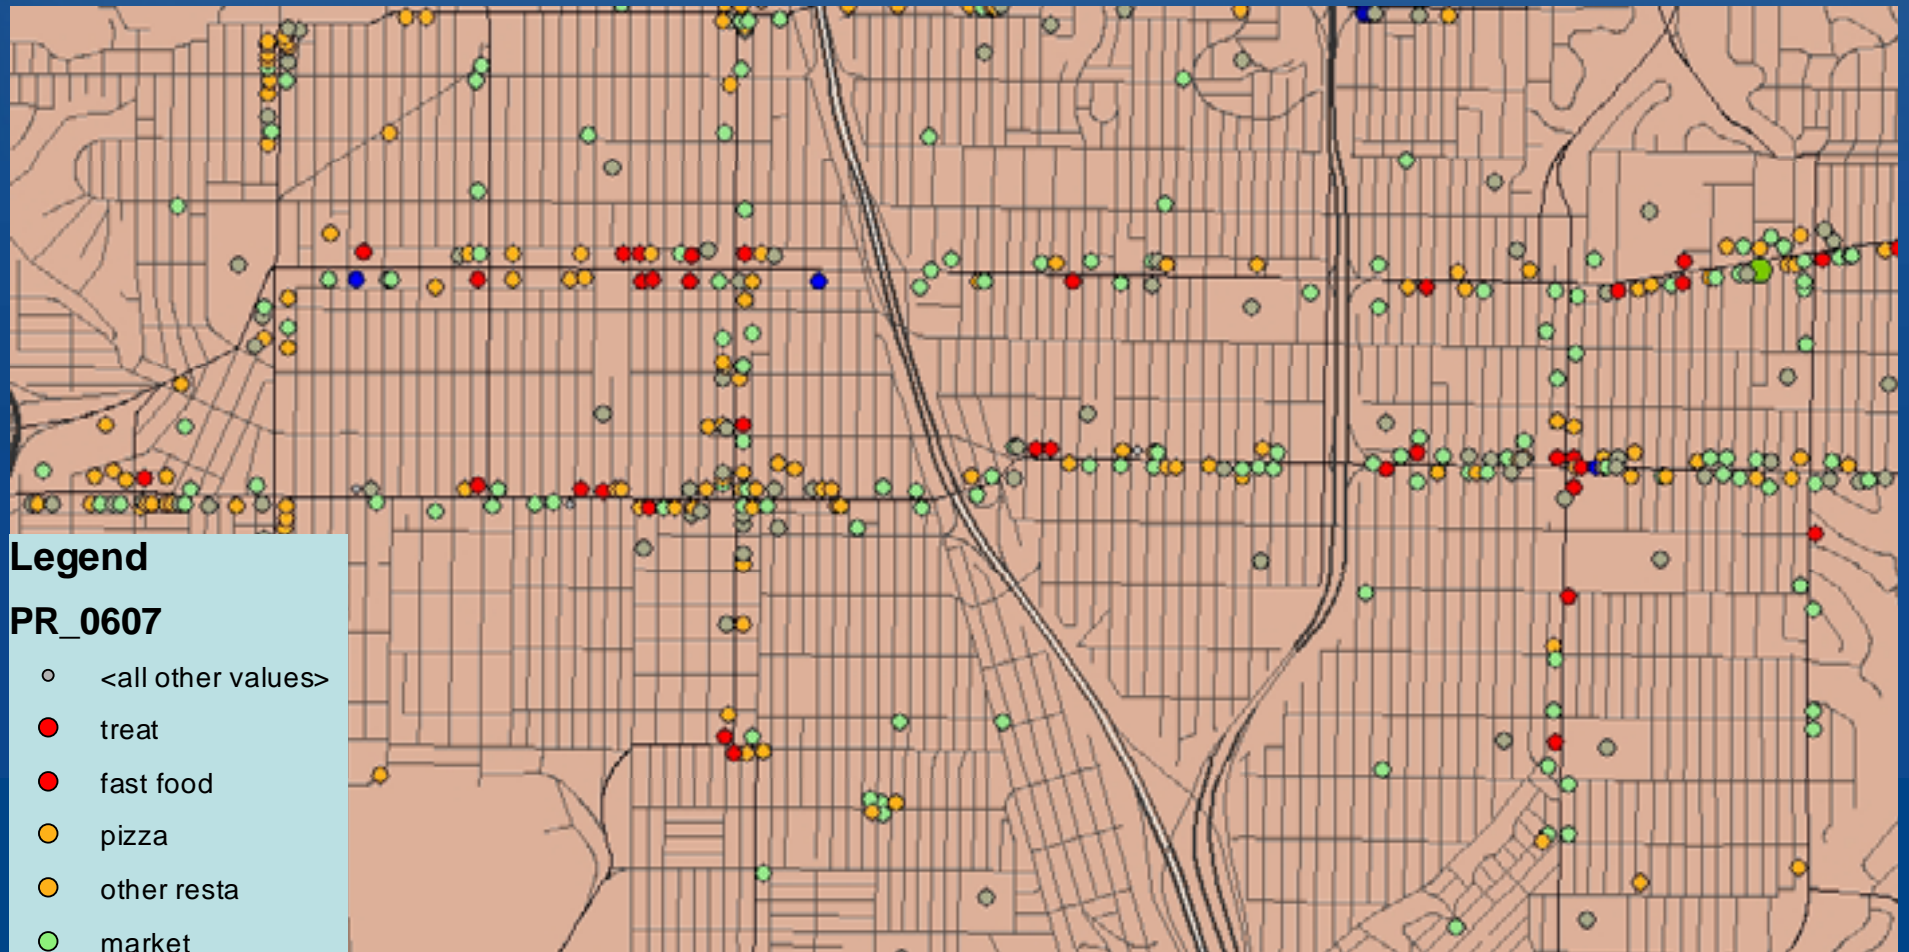 Legend
PR_0607
<all other values>
treat
fast food
pizza
other resta
market